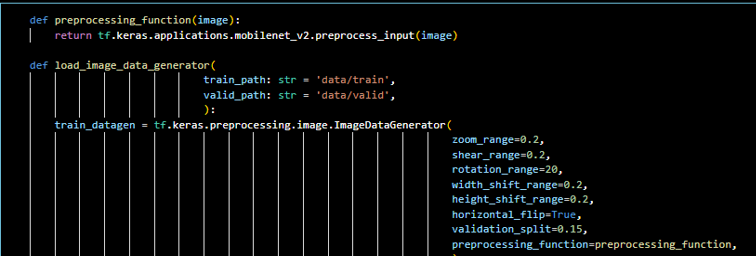 def preprocessing_function(image):
    return tf.keras.applications.mobilenet_v2.preprocess_input(image)
def load_image_data_generator(
                              train_path: str = 'data/train',
                              valid_path: str = 'data/valid',
                              ):
    train_datagen = tf.keras.preprocessing.image.ImageDataGenerator(
                                                                    zoom_range=0.2,
                                                                    shear_range=0.2,
                                                                    rotation_range=20,
                                                                    width_shift_range=0.2,
                                                                    height_shift_range=0.2,
                                                                    horizontal_flip=True,
                                                                    validation_split=0.15,
                                                                    preprocessing_function=preprocessing_function,